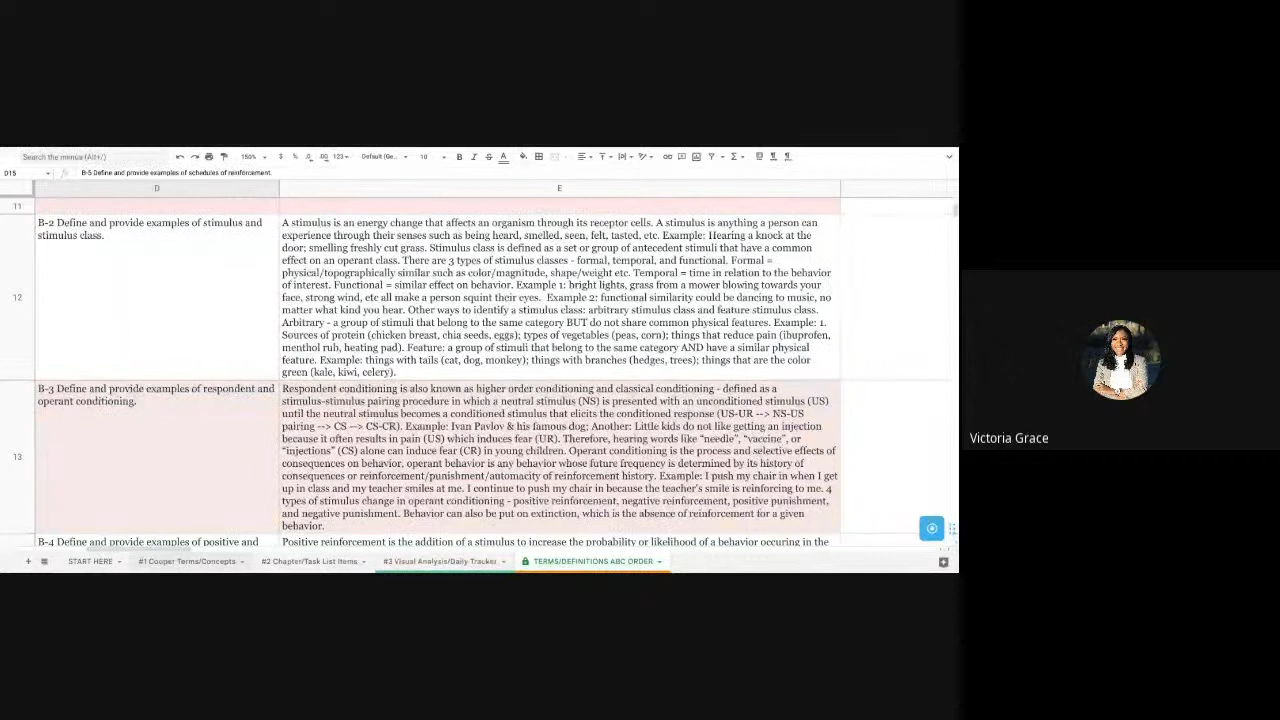 Search the menus (Alt+/)
150%
$ % .0 .00 123
Default (Ge...
10
B I S A
D15
B-5 Define and provide examples of schedules of reinforcement.
D
E
11
B-2 Define and provide examples of stimulus and
stimulus class.
12
A stimulus is an energy change that affects an organism through its receptor cells. A stimulus is anything a person can
experience through their senses such as being heard, smelled, seen, felt, tasted, etc. Example: Hearing a knock at the
door; smelling freshly cut grass. Stimulus class is defined as a set or group of antecedent stimuli that have a common
effect on an operant class. There are 3 types of stimulus classes - formal, temporal, and functional. Formal =
physical/topographically similar such as color/magnitude, shape/weight etc. Temporal = time in relation to the behavior
of interest. Functional = similar effect on behavior. Example 1: bright lights, grass from a mower blowing towards your
face, strong wind, etc all make a person squint their eyes. Example 2: functional similarity could be dancing to music, no
matter what kind you hear. Other ways to identify a stimulus class: arbitrary stimulus class and feature stimulus class.
Arbitrary - a group of stimuli that belong to the same category BUT do not share common physical features. Example: 1.
Sources of protein (chicken breast, chia seeds, eggs); types of vegetables (peas, corn); things that reduce pain (ibuprofen,
menthol rub, heating pad). Feature: a group of stimuli that belong to the same category AND have a similar physical
feature. Example: things with tails (cat, dog, monkey); things with branches (hedges, trees); things that are the color
green (kale, kiwi, celery).
B-3 Define and provide examples of respondent and
operant conditioning.
13
Respondent conditioning is also known as higher order conditioning and classical conditioning - defined as a
stimulus-stimulus pairing procedure in which a neutral stimulus (NS) is presented with an unconditioned stimulus (US)
until the neutral stimulus becomes a conditioned stimulus that elicits the conditioned response (US-UR --> NS-US
pairing --> CS --> CS-CR). Example: Ivan Pavlov & his famous dog; Another: Little kids do not like getting an injection
because it often results in pain (US) which induces fear (UR). Therefore, hearing words like “needle”, “vaccine”, or
“injections” (CS) alone can induce fear (CR) in young children. Operant conditioning is the process and selective effects of
consequences on behavior, operant behavior is any behavior whose future frequency is determined by its history of
consequences or reinforcement/punishment/automacity of reinforcement history. Example: I push my chair in when I get
up in class and my teacher smiles at me. I continue to push my chair in because the teacher's smile is reinforcing to me. 4
types of stimulus change in operant conditioning - positive reinforcement, negative reinforcement, positive punishment,
and negative punishment. Behavior can also be put on extinction, which is the absence of reinforcement for a given
behavior.
B-4 Define and provide examples of positive and
Positive reinforcement is the addition of a stimulus to increase the probability or likelihood of a behavior occuring in the
START HERE
#1 Couper Terms/Concepts
#2 Chapter/Task List Items
#3 Visual Analysis/Daily Tracker
TERMS/DEFINITIONS ABC ORDER
Victoria Grace